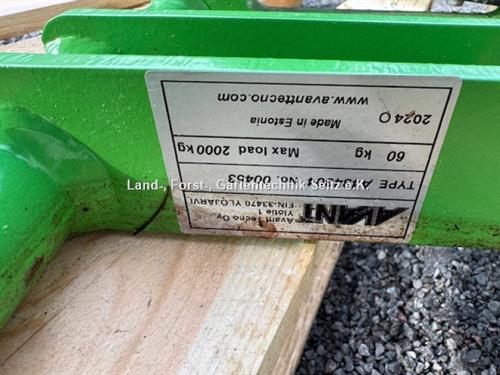 AVANT
Avant Tecno Oy
Ylötie 1
FIN-33470 YLÖJÄRVI
TYPE NO. 00453
60 kg Max load 2000 kg
Made in Estonia
www.avanttecno.com
2024
Land-, Forst-, Gartentechnik Seitz e.K.